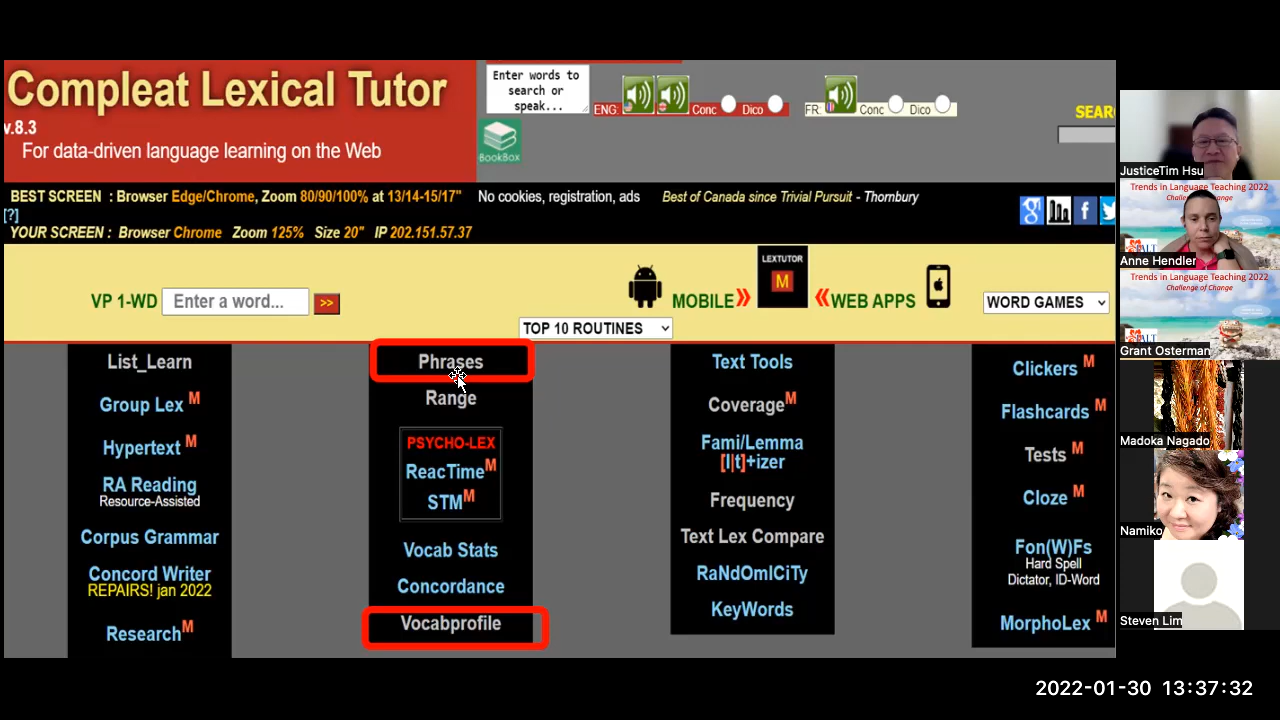 Compleat Lexical Tutor
v.8.3
For data-driven language learning on the Web
Enter words to
search or
speak...
ENG: Conc Dico
FR: Conc Dico
SEAR
BookBox
BEST SCREEN : Browser Edge/Chrome, Zoom 80/90/100% at 13/14-15/17" No cookies, registration, ads Best of Canada since Trivial Pursuit - Thornbury
[?]
YOUR SCREEN : Browser Chrome Zoom 125% Size 20" IP 202.151.57.37
VP 1-WD Enter a word... >>
LEXTUTOR
M
MOBILE» «WEB APPS
WORD GAMES
TOP 10 ROUTINES
List_Learn
Group Lex M
Hypertext M
RA Reading
Resource-Assisted
Corpus Grammar
Concord Writer
REPAIRS! jan 2022
Research M
Phrases
Range
PSYCHO-LEX
ReacTime M
STM M
Vocab Stats
Concordance
Vocabprofile
Text Tools
Coverage M
Fami/Lemma
[l|t]+izer
Frequency
Text Lex Compare
RaNdOmICiTy
KeyWords
Clickers M
Flashcards M
Tests M
Cloze M
Fon(W)Fs
Hard Spell
Dictator, ID-Word
MorphoLex M
JusticeTim Hsu
Trends in Language Teaching 2022
Anne Hendler
Trends in Language Teaching 2022
Challenge of Change
Grant Osterman
Madoka Nagado
Namiko
Steven Lim
2022-01-30 13:37:32